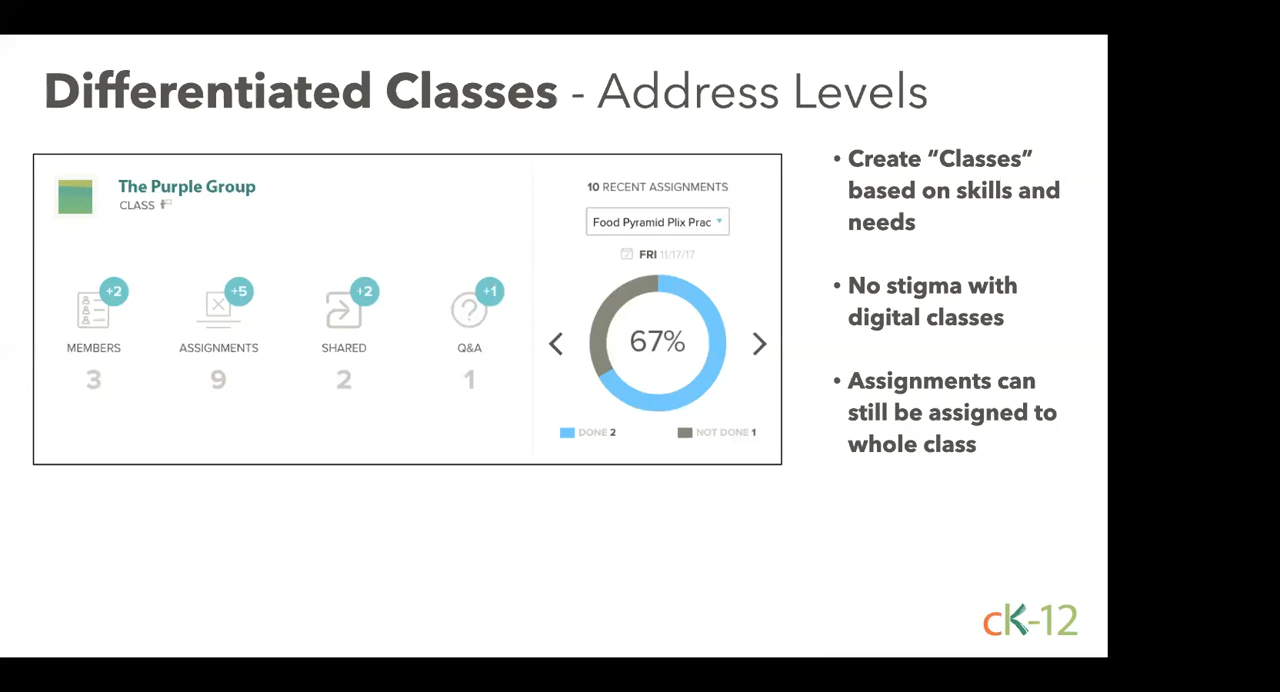 Differentiated Classes - Address Levels
The Purple Group
CLASS
+2
+5
+2
+1
MEMBERS
ASSIGNMENTS
SHARED
Q&A
3
9
2
1
10 RECENT ASSIGNMENTS
Food Pyramid Plix Prac
FRI 11/17/17
67%
DONE 2
NOT DONE 1
• Create “Classes”
based on skills and
needs
• No stigma with
digital classes
• Assignments can
still be assigned to
whole class
cK-12